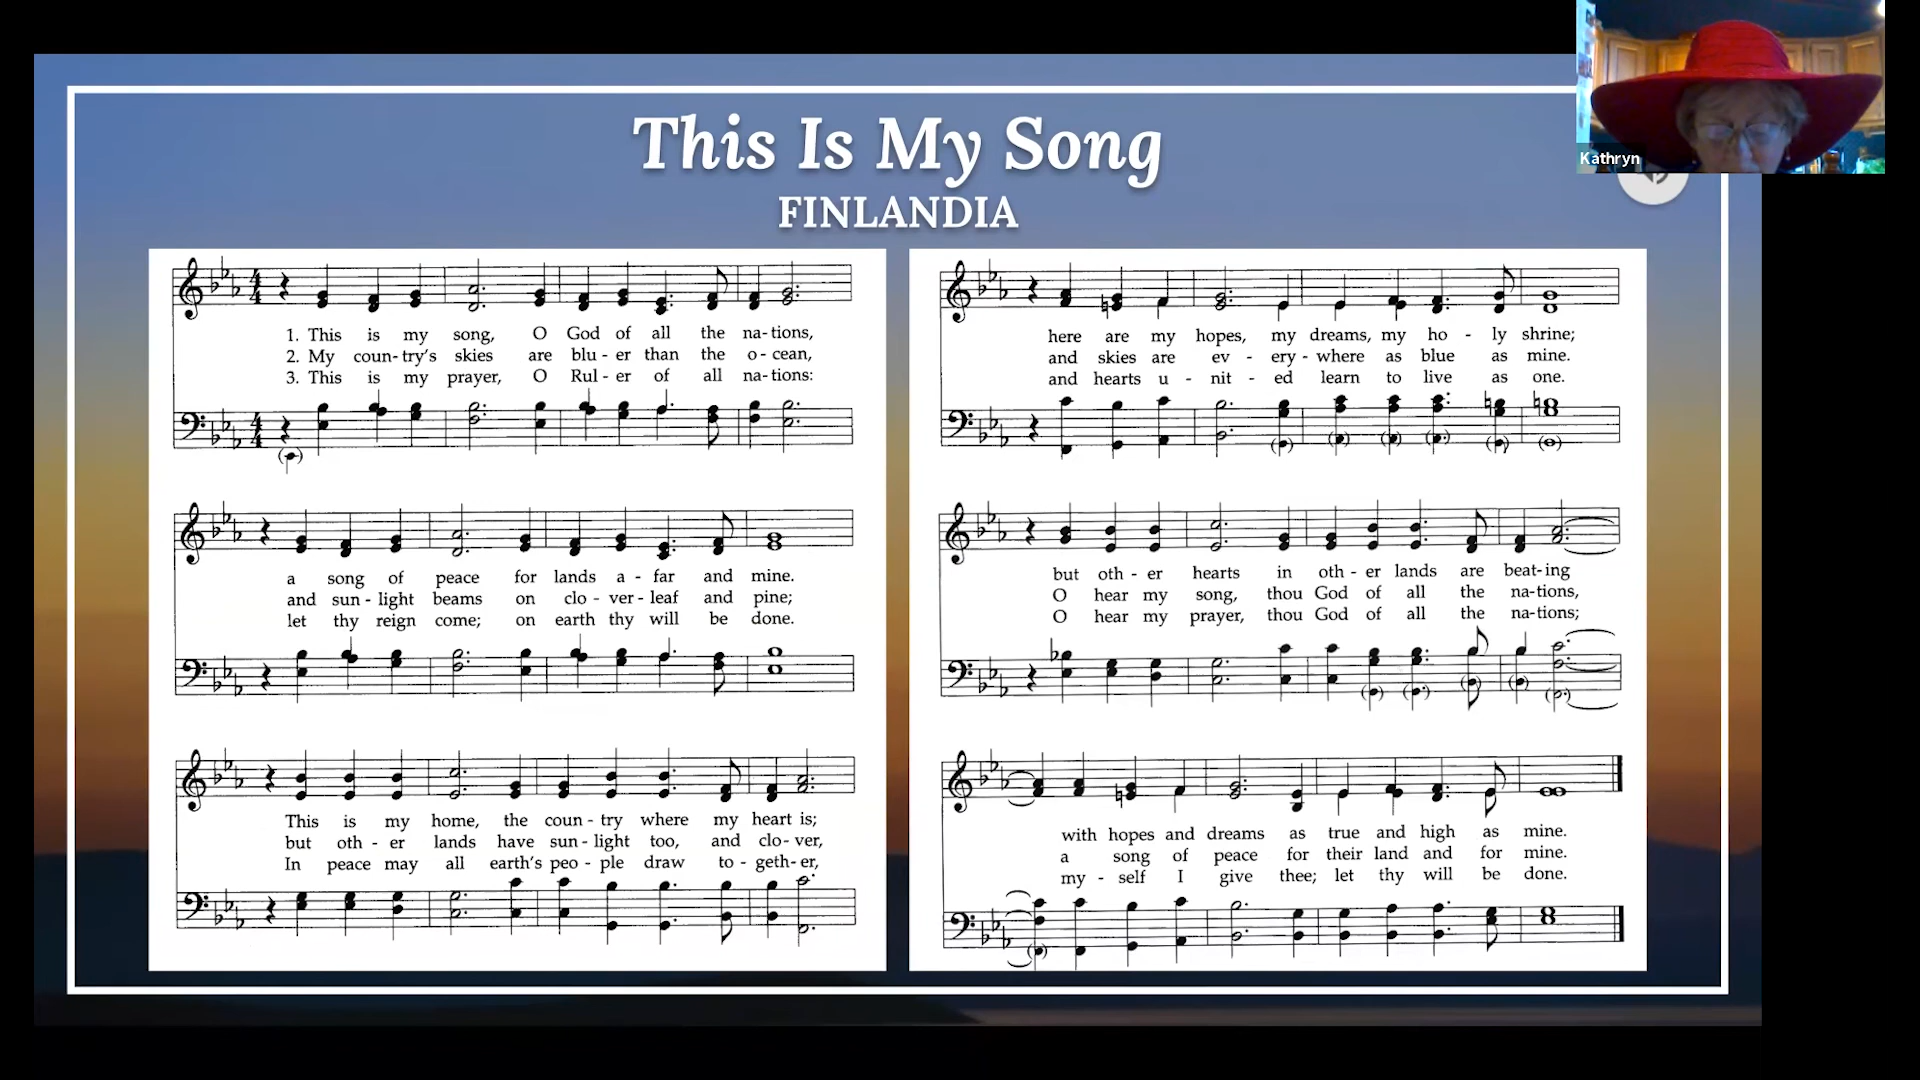 This Is My Song
FINLANDIA
Kathryn
1. This is my song, O God of all the na-tions,
2. My coun-try's skies are blu-er than the o-cean,
3. This is my prayer, O Rul-er of all na-tions:
a song of peace for lands a-far and mine.
and sun-light beams on clo-ver-leaf and pine;
let thy reign come; on earth thy will be done.
This is my home, the coun-try where my heart is;
but oth-er lands have sun-light too, and clo-ver,
In peace may all earth's peo-ple draw to-geth-er,
here are my hopes, my dreams, my ho-ly shrine;
and skies are ev-ery-where as blue as mine.
and hearts u-nit-ed learn to live as one.
but oth-er hearts in oth-er lands are beat-ing
O hear my song, thou God of all the na-tions,
O hear my prayer, thou God of all the na-tions;
with hopes and dreams as true and high as mine.
a song of peace for their land and for mine.
my-self I give thee; let thy will be done.